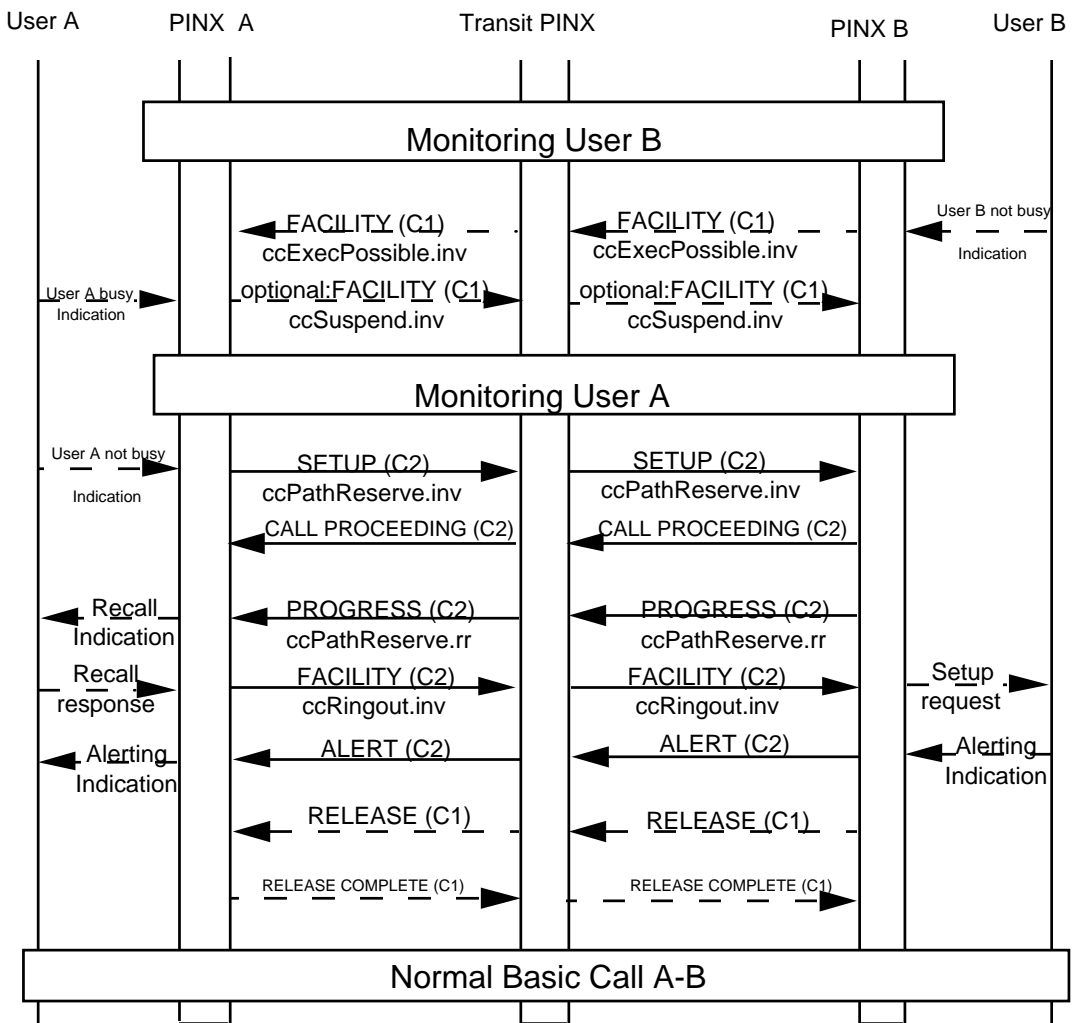 User A
PINX A
Transit PINX
PINX B
User B
Monitoring User B
FACILITY (C1)
ccExecPossible.inv
FACILITY (C1)
ccExecPossible.inv
User B not busy
Indication
User A busy
Indication
optional:FACILITY (C1)
ccSuspend.inv
optional:FACILITY (C1)
ccSuspend.inv
Monitoring User A
User A not busy
Indication
SETUP (C2)
ccPathReserve.inv
SETUP (C2)
ccPathReserve.inv
CALL PROCEEDING (C2)
CALL PROCEEDING (C2)
Recall
Indication
PROGRESS (C2)
ccPathReserve.rr
PROGRESS (C2)
ccPathReserve.rr
Recall
response
FACILITY (C2)
ccRingout.inv
FACILITY (C2)
ccRingout.inv
Setup
request
Alerting
Indication
ALERT (C2)
ALERT (C2)
Alerting
Indication
RELEASE (C1)
RELEASE (C1)
RELEASE COMPLETE (C1)
RELEASE COMPLETE (C1)
Normal Basic Call A-B